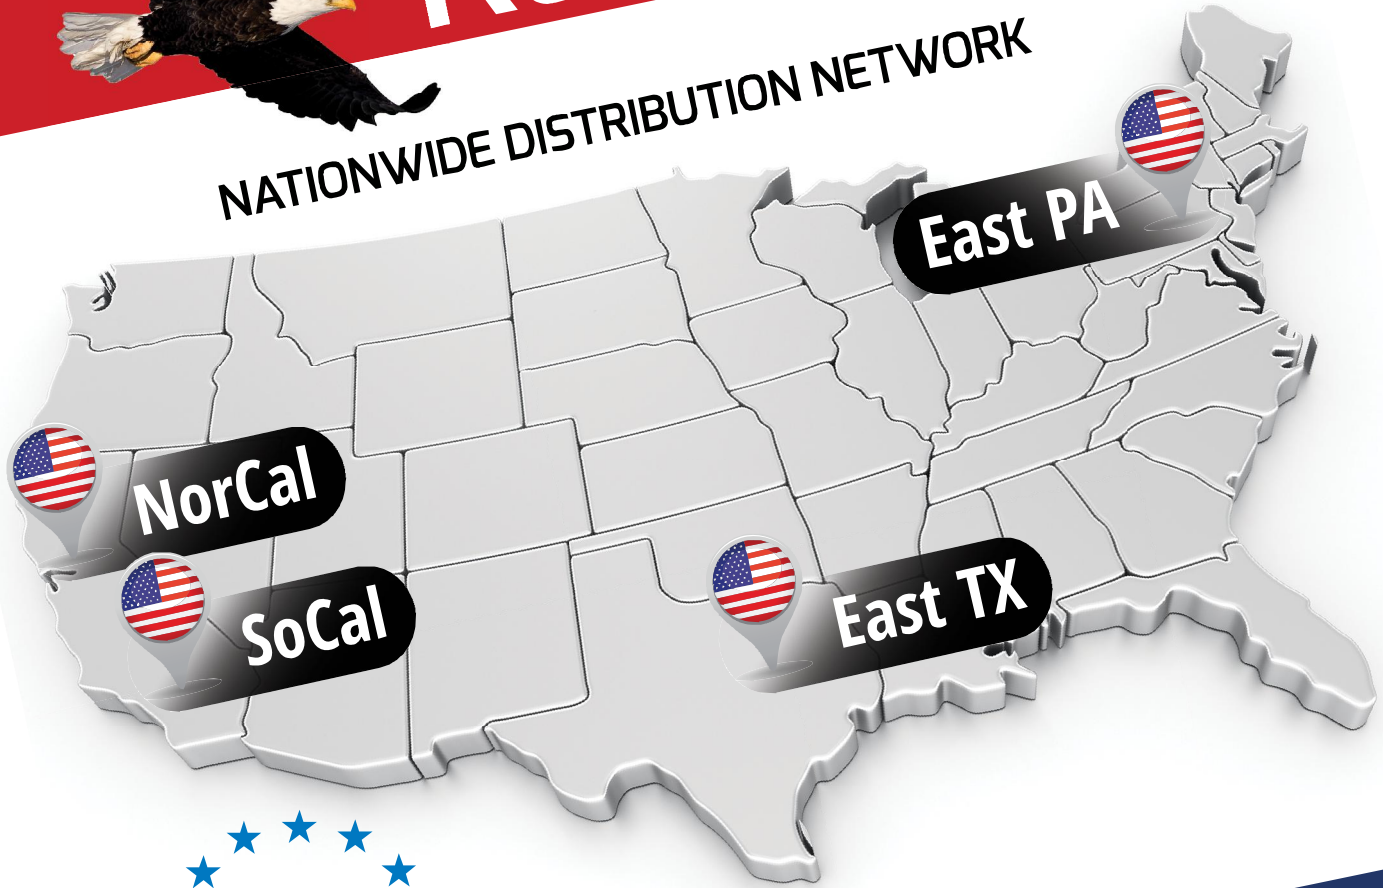 NATIONWIDE DISTRIBUTION NETWORK
East PA
NorCal
SoCal
East TX